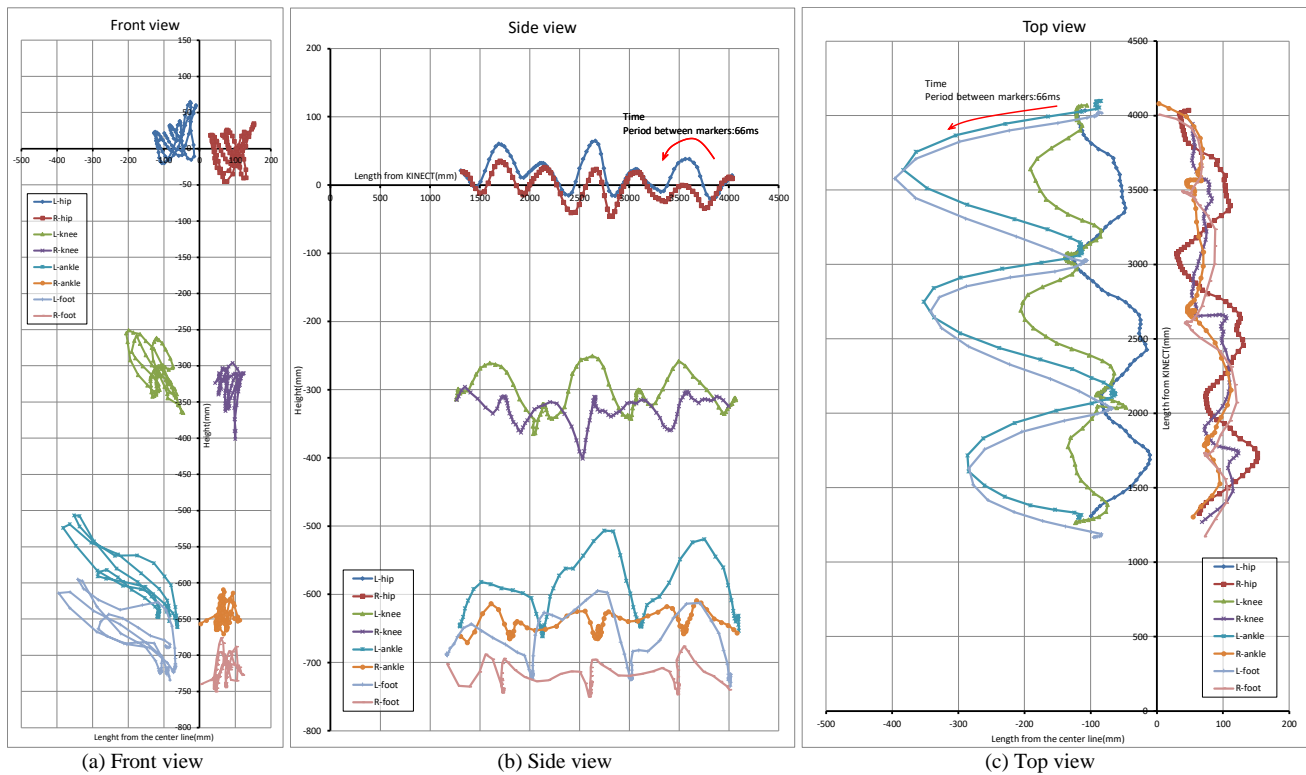 Front view
150
100
50
0
-50
-100
-150
-200
-250
-300
-350
-400
-450
-500
-550
-600
-650
-700
-750
-800
-500 -400 -300 -200 -100 0 100 200
Height(mm)
L-hip
R-hip
L-knee
R-knee
L-ankle
R-ankle
L-foot
R-foot
Lenght from the center line(mm)
(a) Front view
Side view
200
100
0
-100
-200
-300
-400
-500
-600
-700
-800
0 500 1000 1500 2000 2500 3000 3500 4000 4500
Length from KINECT(mm)
Height(mm)
Time
Period between markers:66ms
L-hip
R-hip
L-knee
R-knee
L-ankle
R-ankle
L-foot
R-foot
(b) Side view
Top view
4500
4000
3500
3000
2500
2000
1500
1000
500
0
-500 -400 -300 -200 -100 0 100 200
Length from KINECT(mm)
Time
Period between markers:66ms
L-hip
R-hip
L-knee
R-knee
L-ankle
R-ankle
L-foot
R-foot
Length from the center line(mm)
(c) Top view